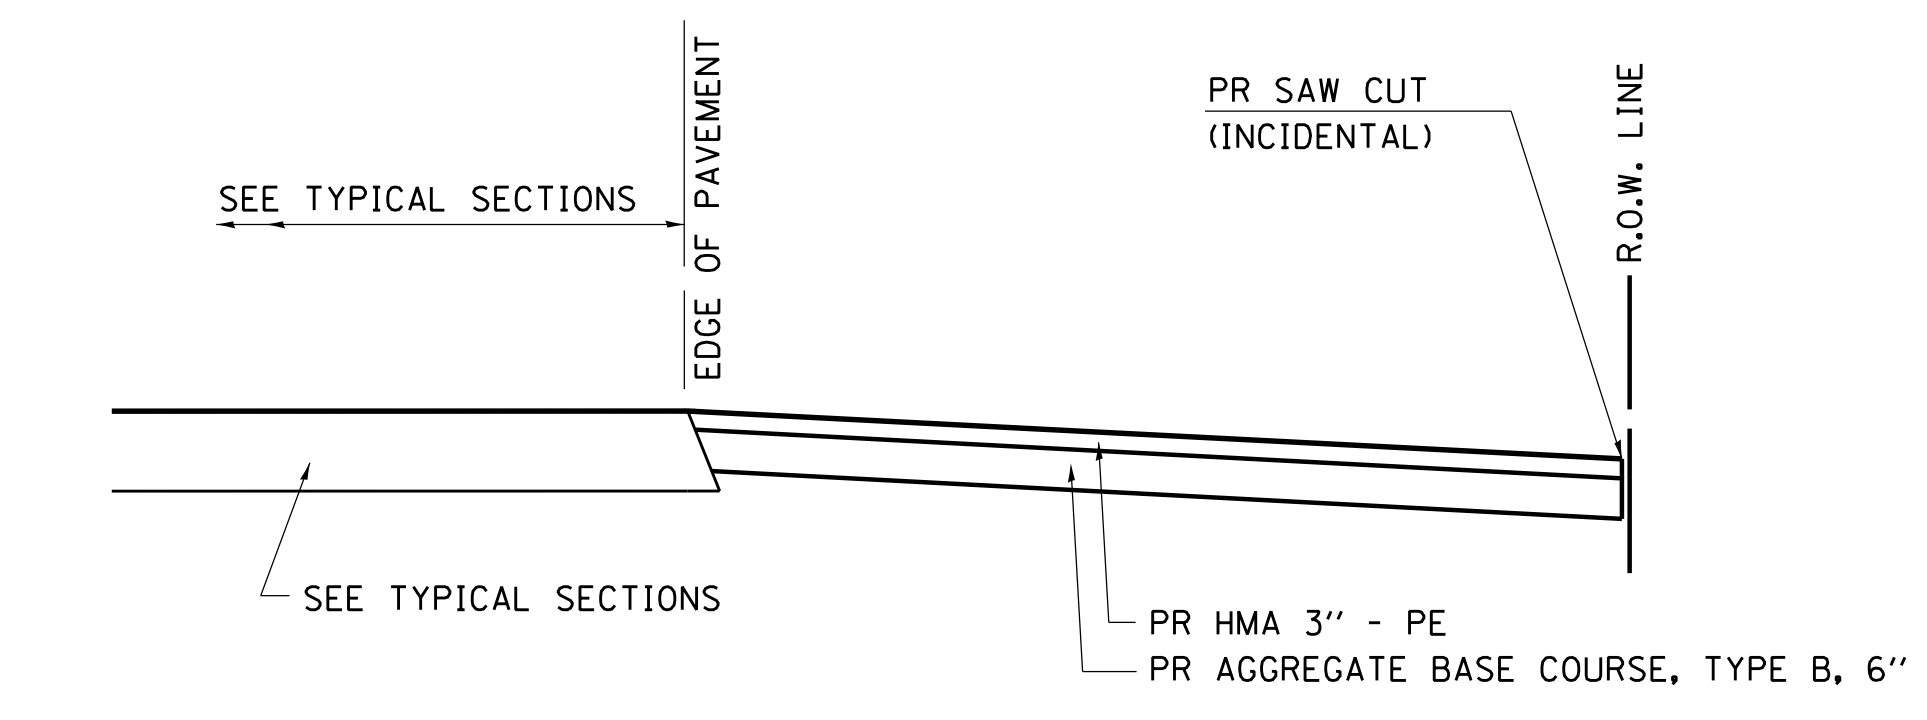 PR SAW CUT
(INCIDENTAL)
R.O.W. LINE
EDGE OF PAVEMENT
SEE TYPICAL SECTIONS
SEE TYPICAL SECTIONS
PR HMA 3'' - PE
PR AGGREGATE BASE COURSE, TYPE B, 6''